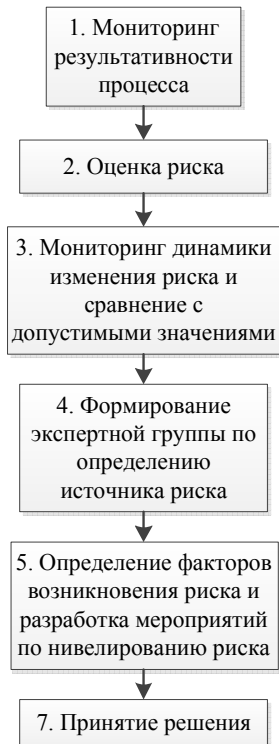 1. Мониторинг
результативности
процесса
2. Оценка риска
3. Мониторинг динамики
изменения риска и
сравнение с
допустимыми значениями
4. Формирование
экспертной группы по
определению
источника риска
5. Определение факторов
возникновения риска и
разработка мероприятий
по нивелированию риска
7. Принятие решения